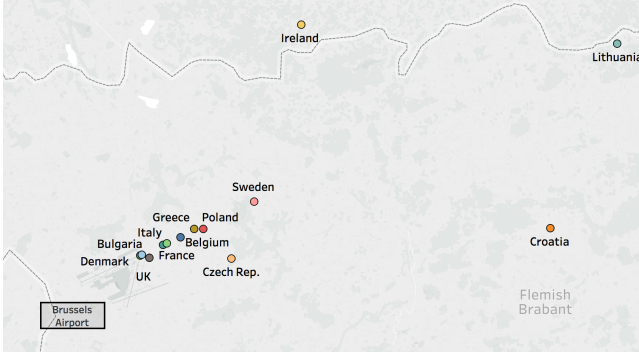 Ireland
Lithuania
Sweden
Greece
Poland
Italy
Belgium
Bulgaria
France
Denmark
Czech Rep.
UK
Croatia
Flemish
Brabant
Brussels
Airport